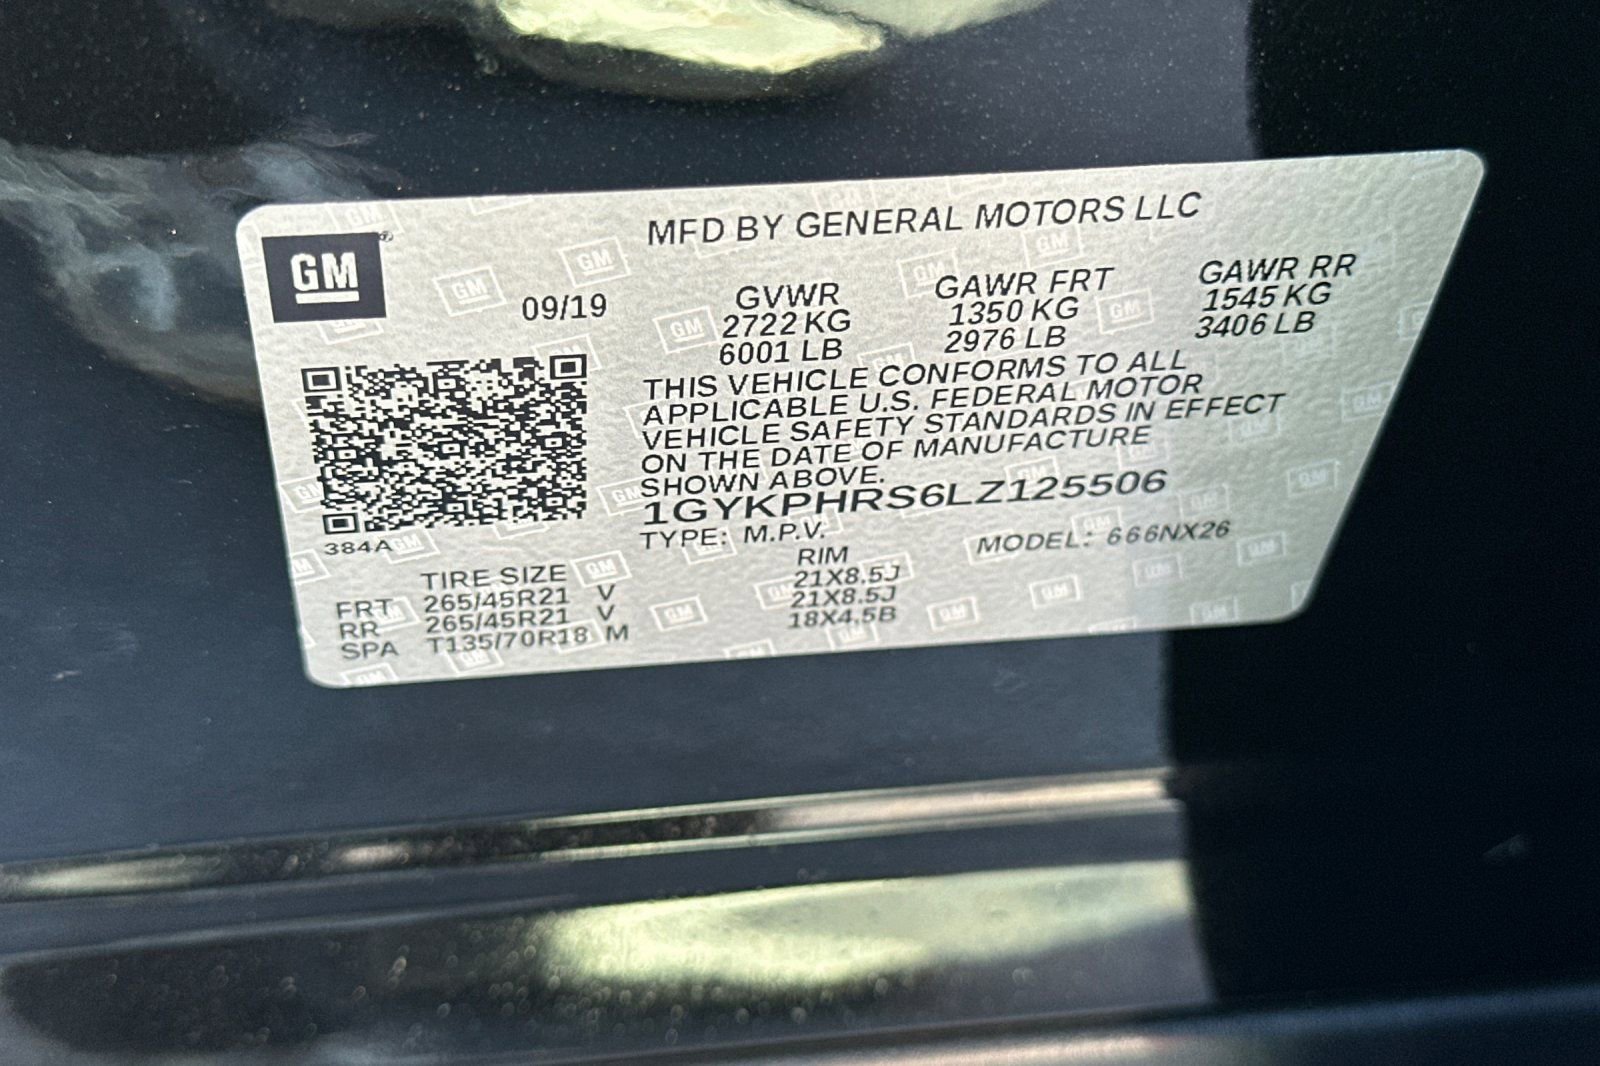 GM
MFD BY GENERAL MOTORS LLC
09/19
GVWR
2722 KG
6001 LB
GAWR FRT
1350 KG
2976 LB
GAWR RR
1545 KG
3406 LB
THIS VEHICLE CONFORMS TO ALL
APPLICABLE U.S. FEDERAL MOTOR
VEHICLE SAFETY STANDARDS IN EFFECT
ON THE DATE OF MANUFACTURE
SHOWN ABOVE.
1GYKPHRS6LZ125506
TYPE: M.P.V.
MODEL: 666NX26
384A
TIRE SIZE
RIM
FRT 265/45R21 V 21X8.5J
RR 265/45R21 V 21X8.5J
SPA T135/70R18 M 18X4.5B